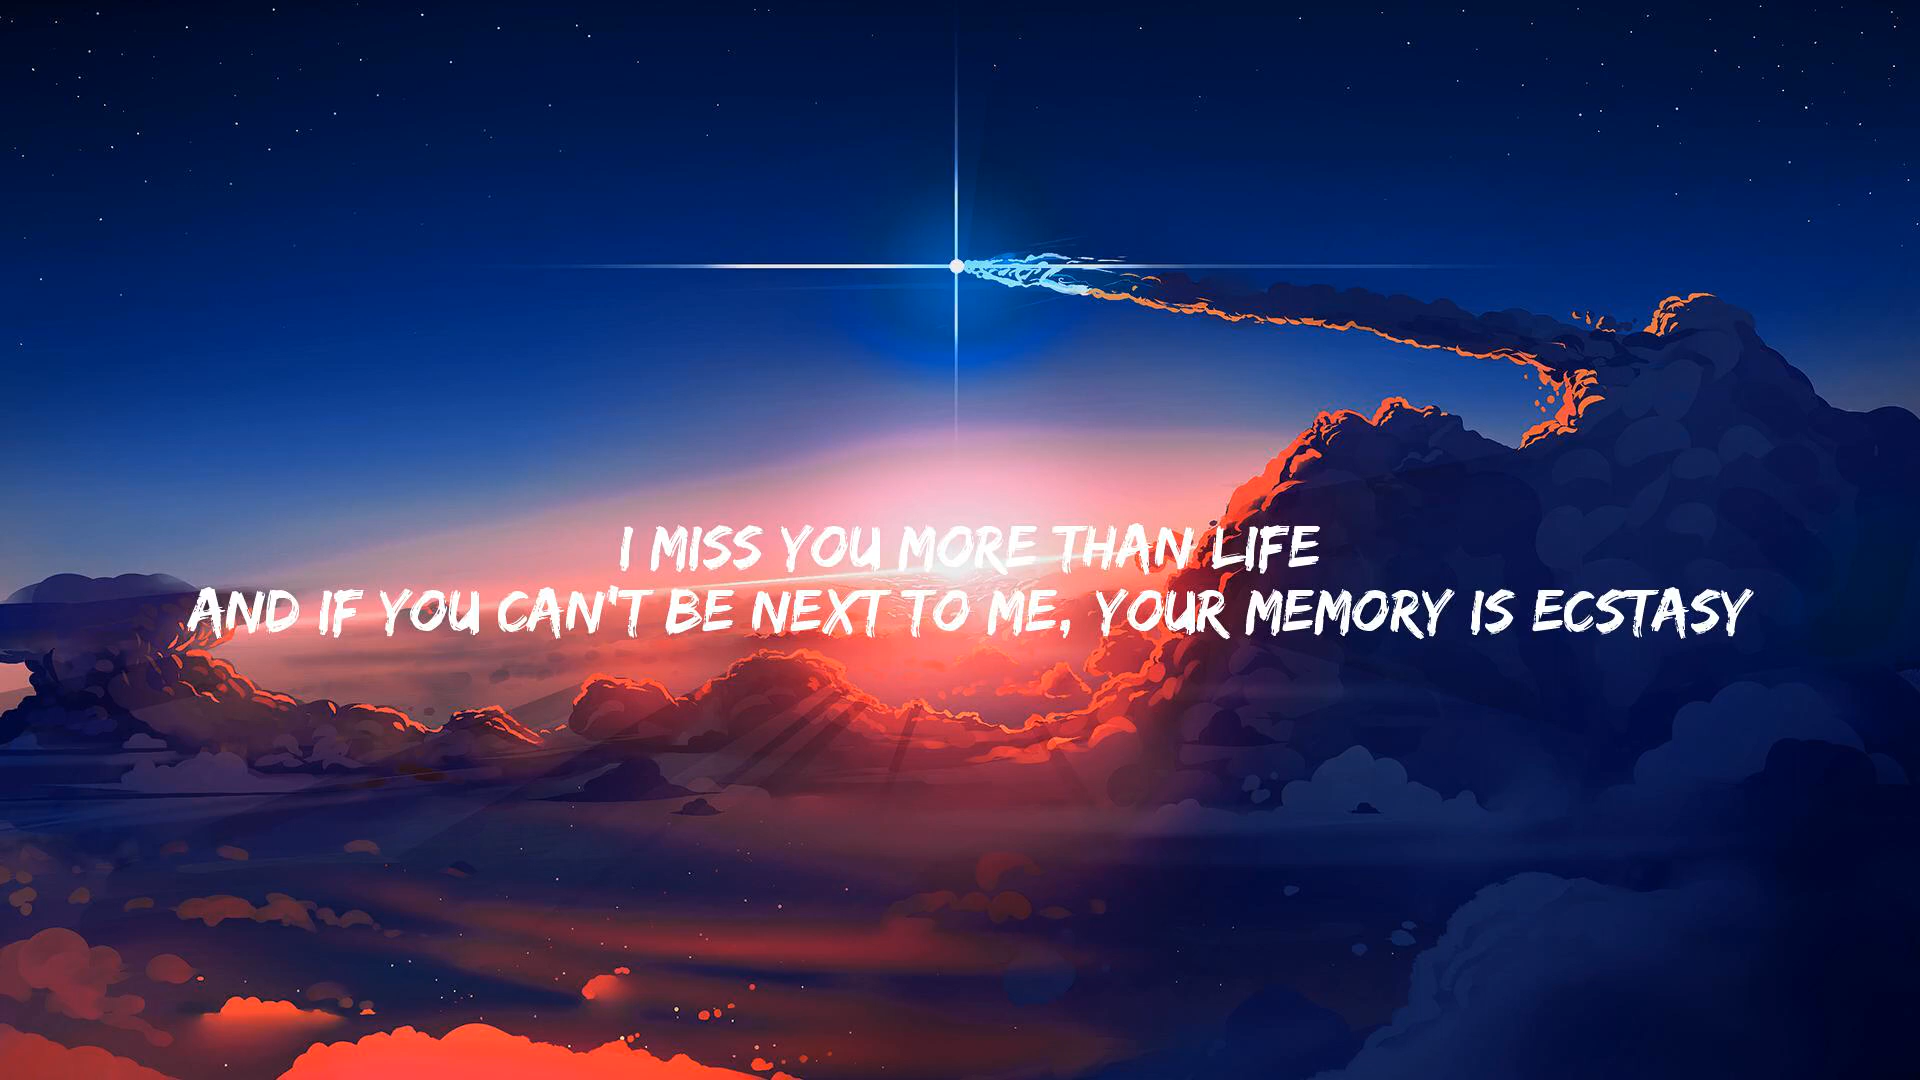 I MISS YOU MORE THAN LIFE
AND IF YOU CAN'T BE NEXT TO ME, YOUR MEMORY IS ECSTASY